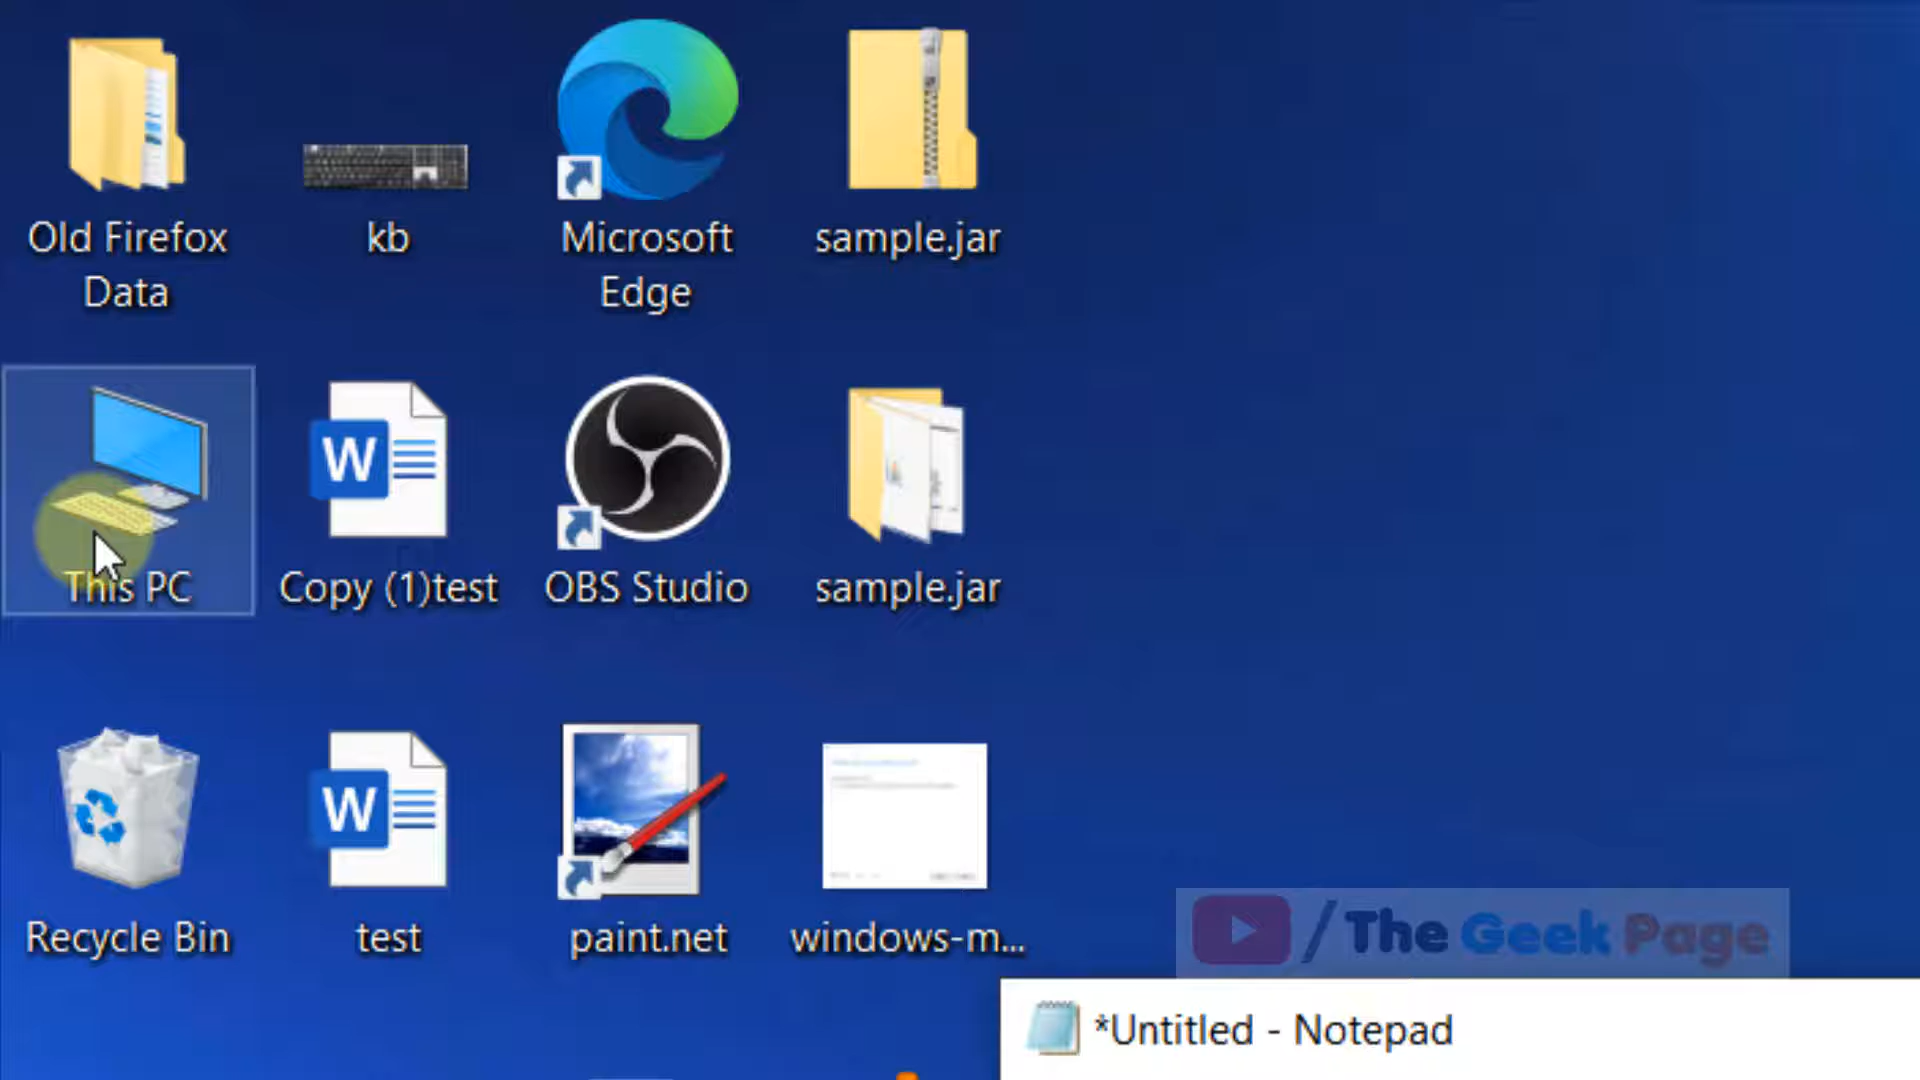 Old Firefox
Data
kb
Microsoft
Edge
sample.jar
This PC
W
Copy (1)test
OBS Studio
sample.jar
Recycle Bin
W
test
paint.net
windows-m...
/The Geek Page
*Untitled - Notepad